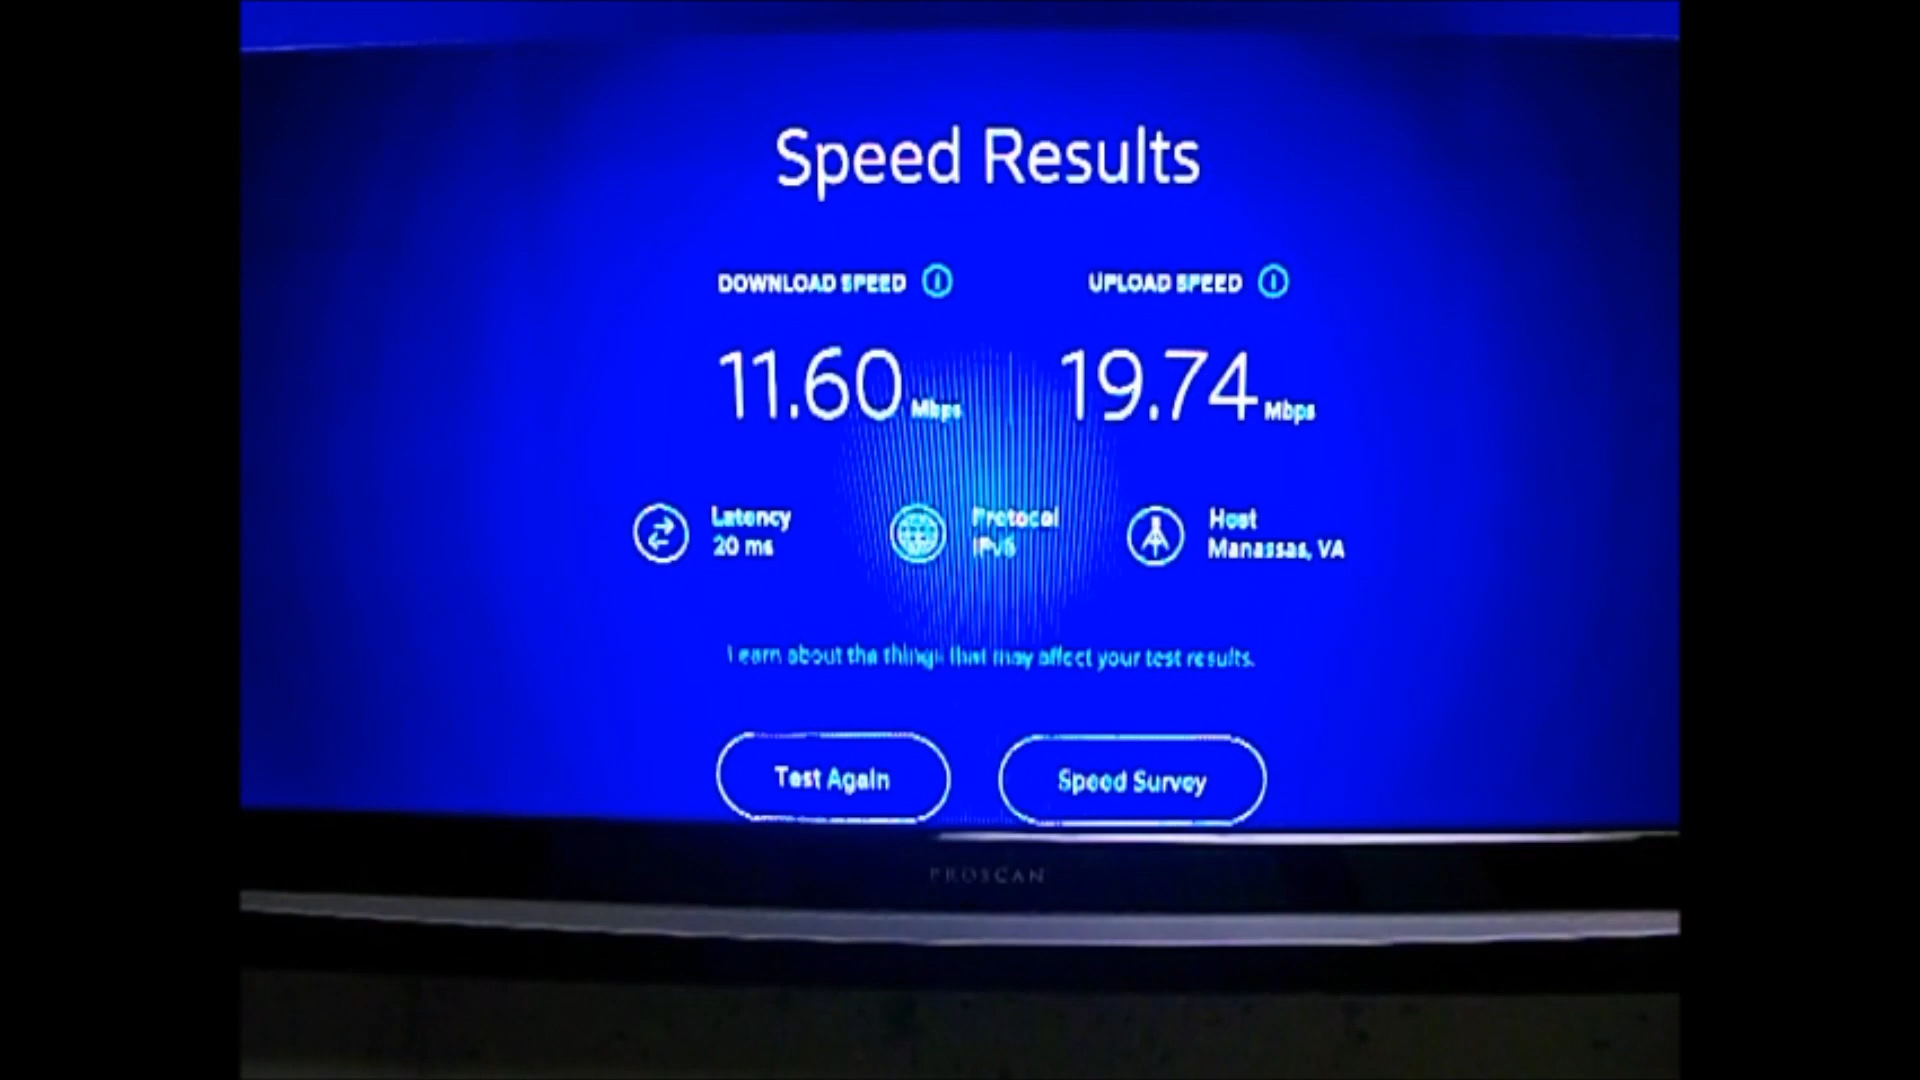 Speed Results
DOWNLOAD SPEED
UPLOAD SPEED
11.60 Mbps
19.74 Mbps
Latency
20 ms
Protocol
IPv6
Host
Manassas, VA
Learn about the things that may affect your test results.
Test Again
Speed Survey
PROSCAN